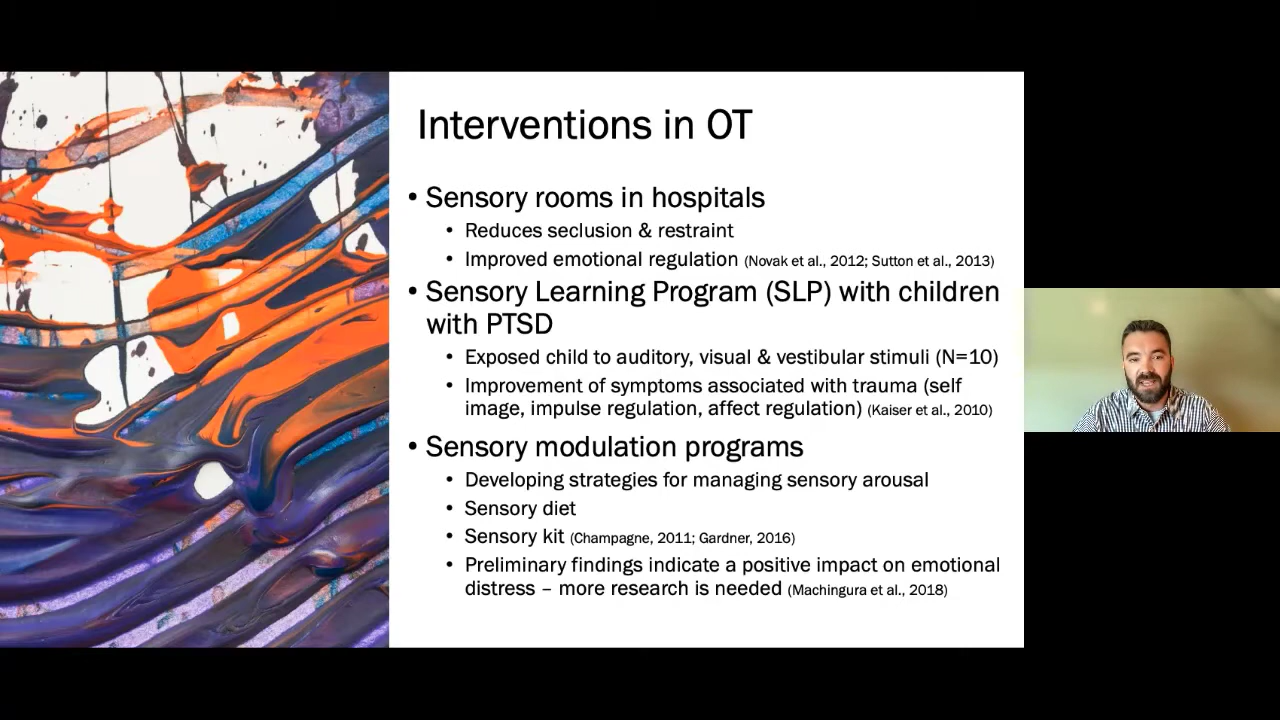 Interventions in OT
• Sensory rooms in hospitals
• Reduces seclusion & restraint
• Improved emotional regulation (Novak et al., 2012; Sutton et al., 2013)
• Sensory Learning Program (SLP) with children
with PTSD
• Exposed child to auditory, visual & vestibular stimuli (N=10)
• Improvement of symptoms associated with trauma (self
image, impulse regulation, affect regulation) (Kaiser et al., 2010)
• Sensory modulation programs
• Developing strategies for managing sensory arousal
• Sensory diet
• Sensory kit (Champagne, 2011; Gardner, 2016)
• Preliminary findings indicate a positive impact on emotional
distress – more research is needed (Machingura et al., 2018)